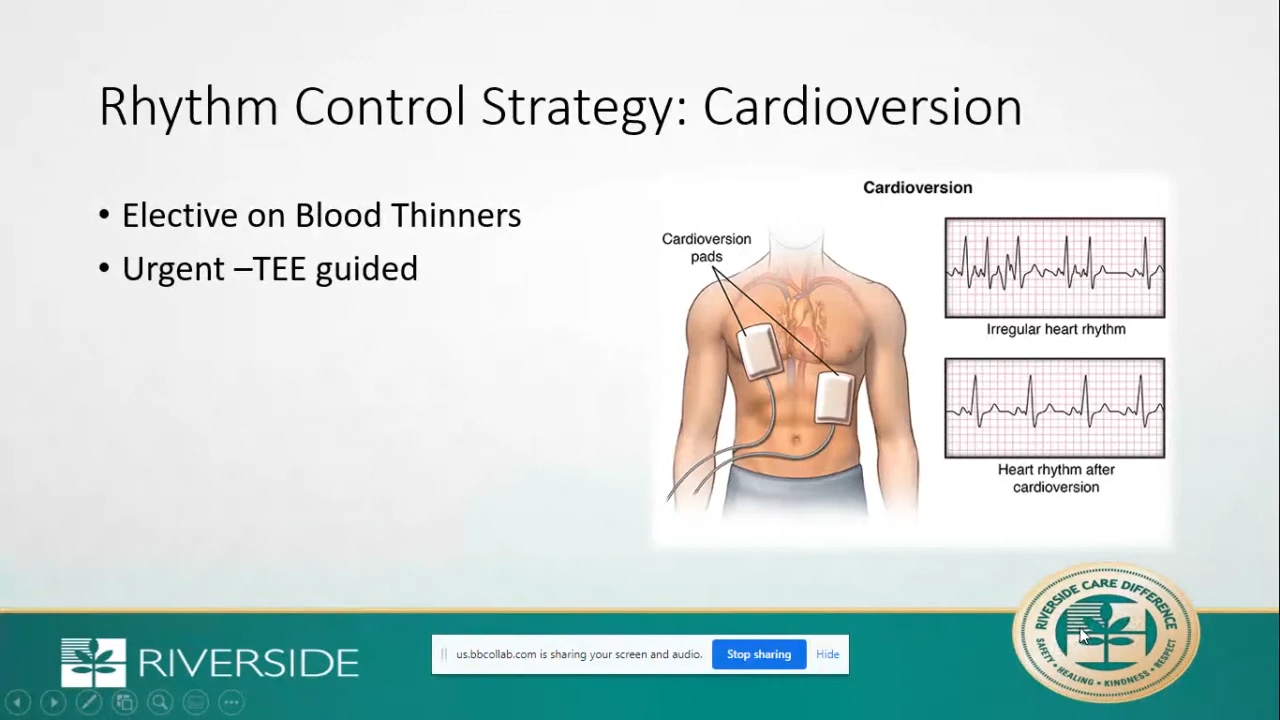 Rhythm Control Strategy: Cardioversion
• Elective on Blood Thinners
• Urgent –TEE guided
Cardioversion
Cardioversion
pads
Irregular heart rhythm
Heart rhythm after
cardioversion
RIVERSIDE CARE DIFFERENCE
SAFETY • HEALING • KINDNESS • RESPECT
RIVERSIDE
us.bbcollab.com is sharing your screen and audio.
Stop sharing
Hide